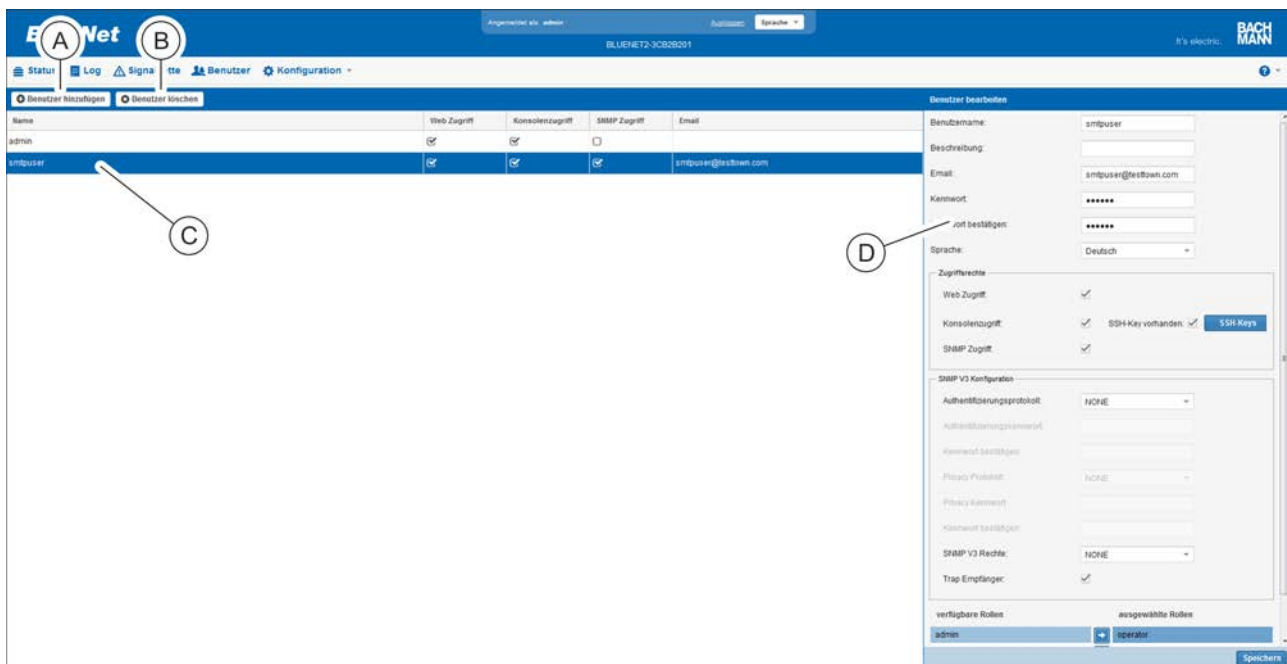 Angemeldet als: admin
Ausloggen
Sprache
BLUENET2-3CB2B201
Net
It's electric.
BACH
MANN
A
B
Status
Log
Benutzer
Konfiguration
Benutzer hinzufügen
Benutzer löschen
Name
Web Zugriff
Konsolenzugriff
SNMP Zugriff
Email
admin
smtpuser
smtpuser@testtown.com
C
D
Benutzer bearbeiten
Benutzername:
smtpuser
Beschreibung:
Email:
smtpuser@testtown.com
Kennwort:
••••••
bestätigen:
••••••
Sprache:
Deutsch
Zugriffsrechte
Web Zugriff:
Konsolenzugriff:
SSH-Key vorhanden:
SSH-Keys
SNMP Zugriff:
SNMP V3 Konfiguration
Authentifizierungsprotokoll:
NONE
Authentifizierungskennwort:
Kennwort bestätigen:
Privacy Protokoll:
NONE
Privacy Kennwort:
Kennwort bestätigen:
SNMP V3 Rechte:
NONE
Trap Empfänger:
verfügbare Rollen
ausgewählte Rollen
admin
operator
Speichern